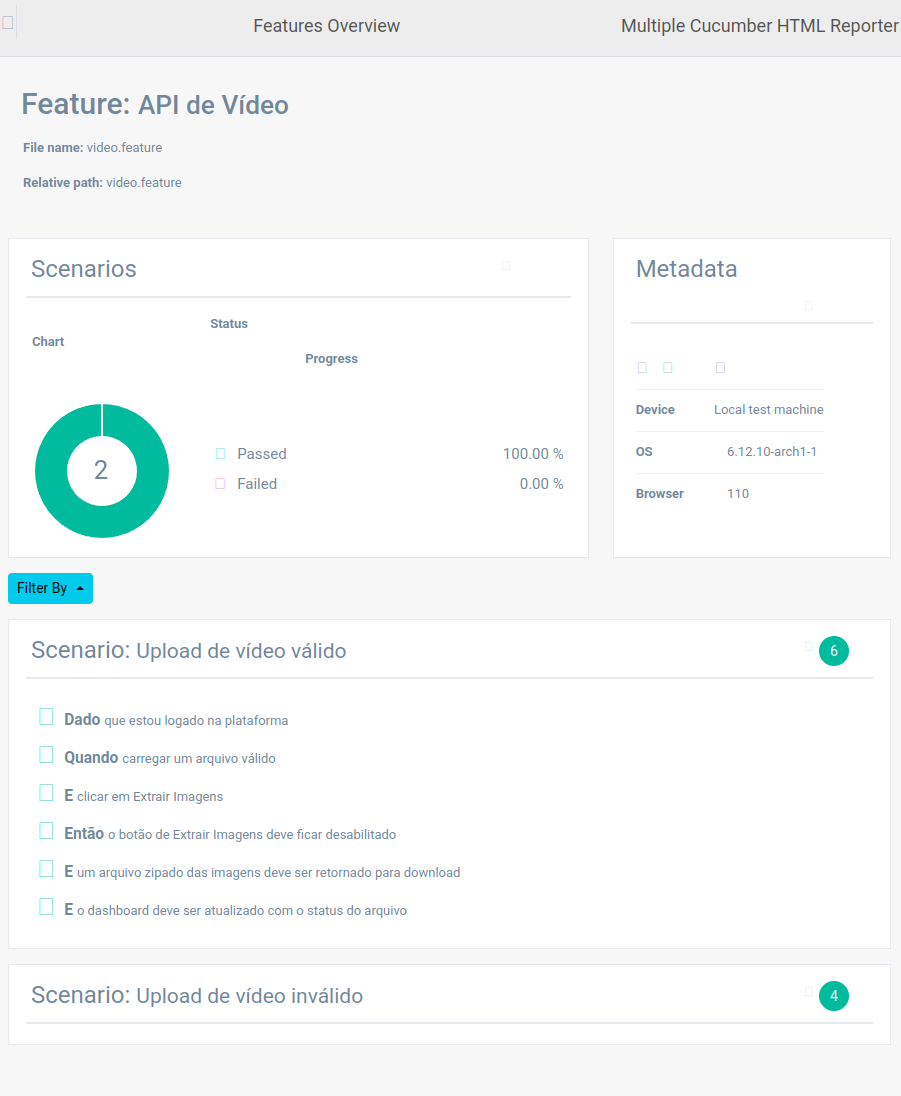 Features Overview
Multiple Cucumber HTML Reporter
Feature: API de Vídeo
File name: video.feature
Relative path: video.feature
Scenarios
Status
Chart
Progress
2
Passed 100.00 %
Failed 0.00 %
Metadata
Device Local test machine
OS 6.12.10-arch1-1
Browser 110
Filter By
Scenario: Upload de vídeo válido
6
Dado que estou logado na plataforma
Quando carregar um arquivo válido
E clicar em Extrair Imagens
Então o botão de Extrair Imagens deve ficar desabilitado
E um arquivo zipado das imagens deve ser retornado para download
E o dashboard deve ser atualizado com o status do arquivo
Scenario: Upload de vídeo inválido
4